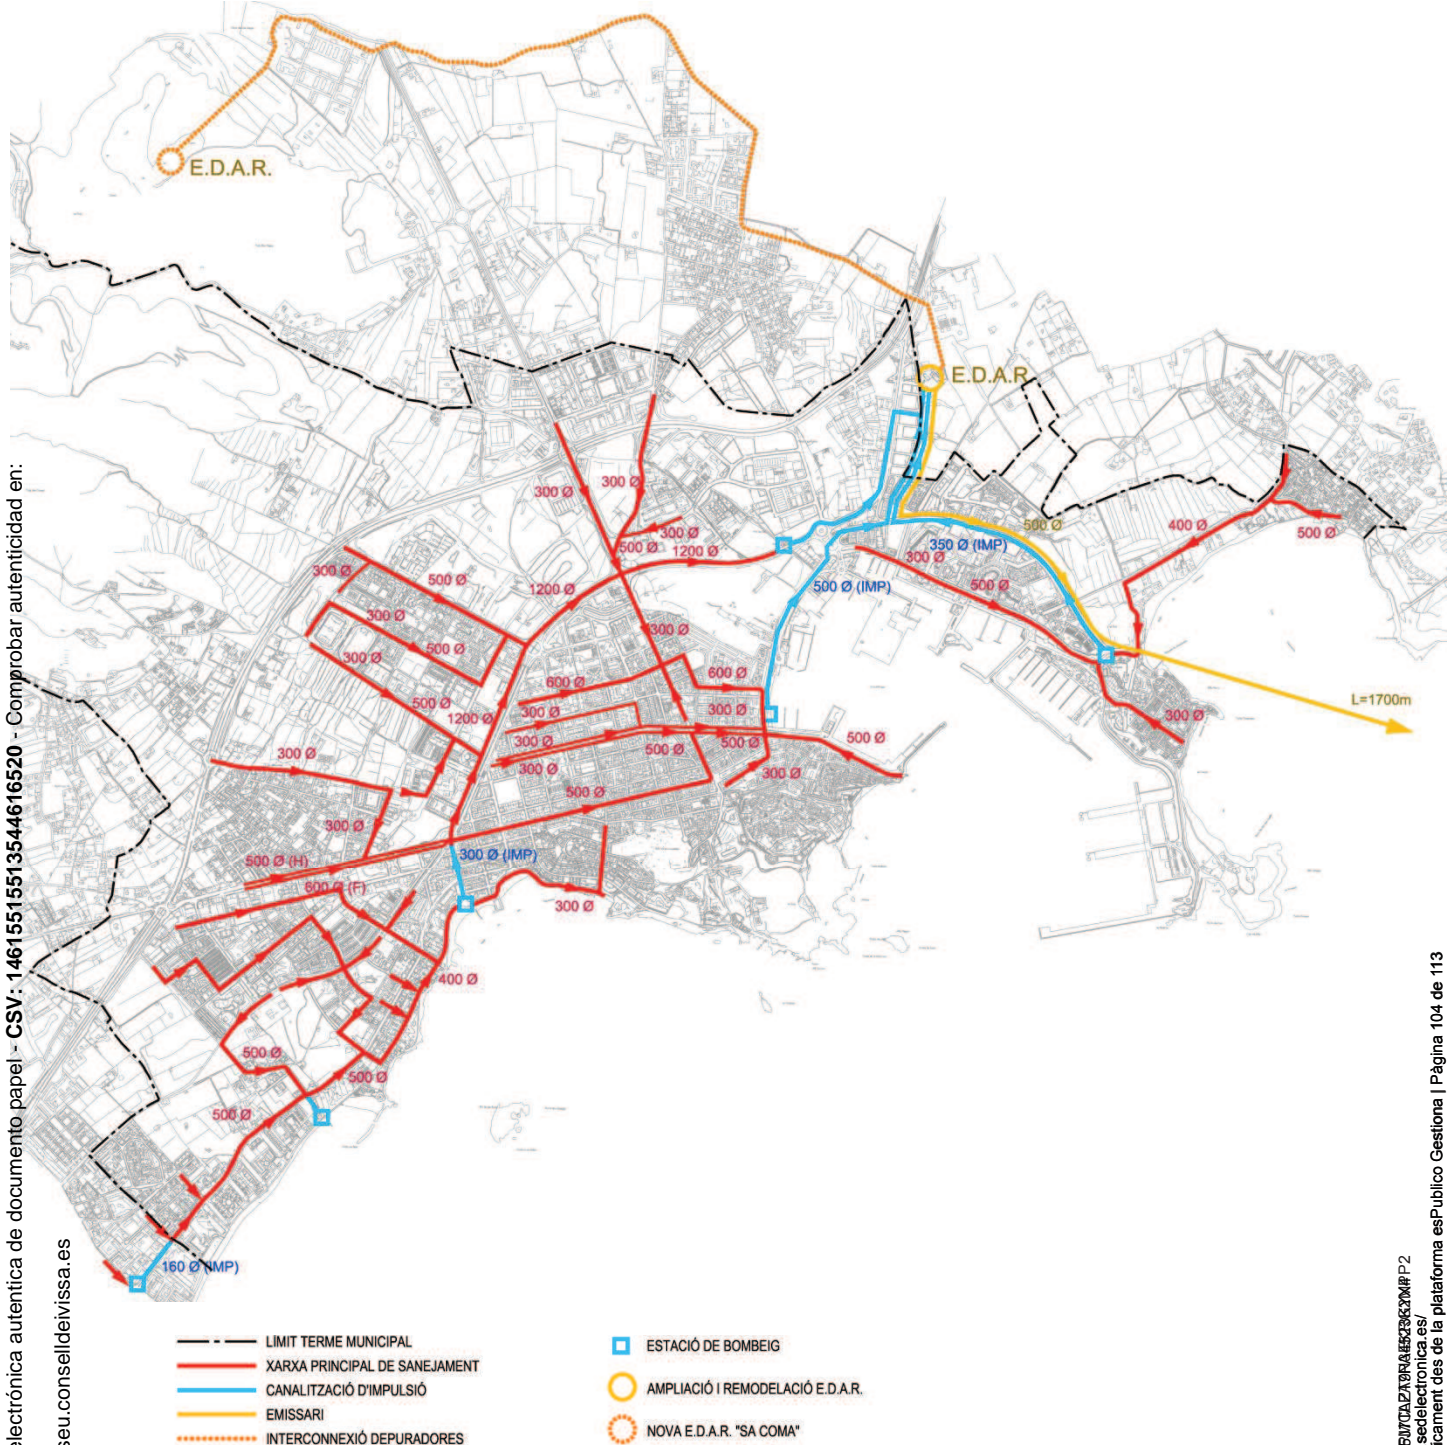 E.D.A.R.
E.D.A.R
300 Ø
300 Ø
300 Ø
500 Ø
1200 Ø
1200 Ø
300 Ø
500 Ø
300 Ø
500 Ø
300 Ø
500 Ø
1200 Ø
300 Ø
300 Ø
500 Ø (H)
600 Ø (F)
300 Ø
600 Ø
600 Ø
300 Ø
300 Ø
300 Ø
300 Ø
500 Ø
500 Ø
500 Ø
300 Ø
500 Ø
300 Ø (IMP)
300 Ø
400 Ø
500 Ø
500 Ø
500 Ø
160 Ø (IMP)
500 Ø (IMP)
350 Ø (IMP)
500 Ø
300 Ø
500 Ø
400 Ø
500 Ø
300 Ø
L=1700m
LIMIT TERME MUNICIPAL
XARXA PRINCIPAL DE SANEJAMENT
CANALITZACIÓ D'IMPULSIÓ
EMISSARI
INTERCONNEXIÓ DEPURADORES
ESTACIÓ DE BOMBEIG
AMPLIACIÓ I REMODELACIÓ E.D.A.R.
NOVA E.D.A.R. "SA COMA"
electrónica autentica de documento papel - CSV: 14615515513544616520 - Comprobar autenticidad en:
seu.conselldeivissa.es
sedelectronica.es/
icament des de la plataforma esPublico Gestiona | Pàgina 104 de 113